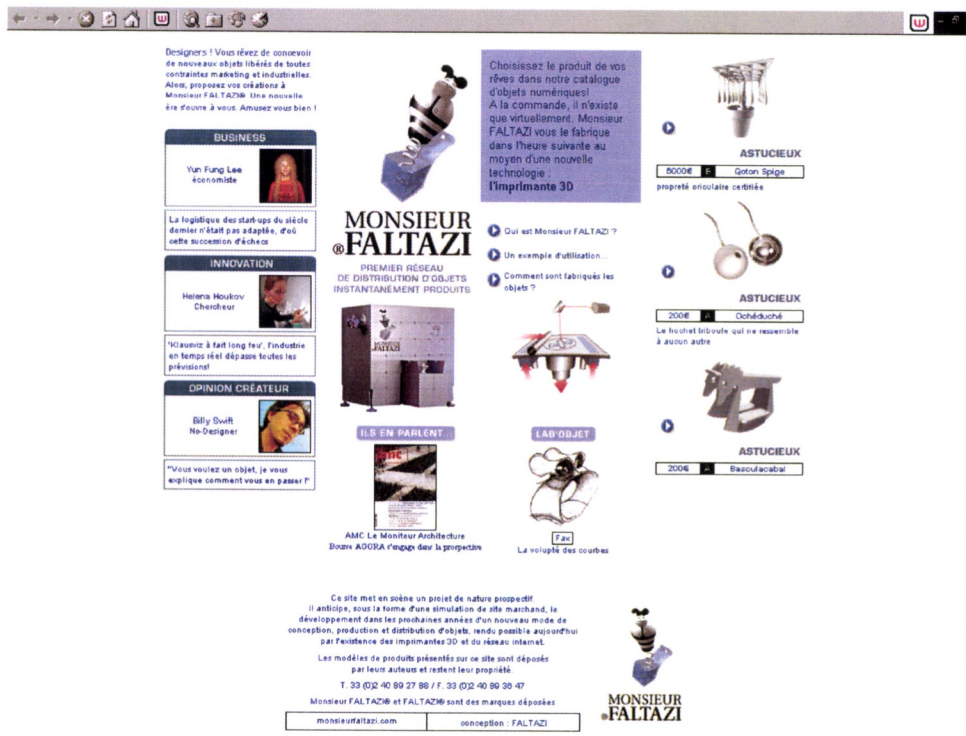 Designers ! Vous rêvez de concevoir
de nouveaux objets libérés de toutes
contraintes marketing et industrielles.
Alors, proposez vos créations à
Monsieur FALTAZI®. Une nouvelle
ère s'ouvre à vous. Amusez vous bien !
BUSINESS
Yun Fung Lee
économiste
La logistique des start-ups du siècle
dernier n'était pas adaptée, d'où
cette succession d'échecs
INNOVATION
Helena Houkov
Chercheur
'Klausviz à fait long feu', l'industrie
en temps réel dépasse toutes les
prévisions!
OPINION CRÉATEUR
Billy Swift
No-Designer
"Vous voulez un objet, je vous
explique comment vous en passer !"
MONSIEUR
®FALTAZI
PREMIER RÉSEAU
DE DISTRIBUTION D'OBJETS
INSTANTANÉMENT PRODUITS
MONSIEUR
FALTAZI
ILS EN PARLENT...
amc
AMC Le Moniteur Architecture
Bourse AGORA s'engage dans la prospective
Choisissez le produit de vos
rêves dans notre catalogue
d'objets numériques!
A la commande, il n'existe
que virtuellement. Monsieur
FALTAZI vous le fabrique
dans l'heure suivante au
moyen d'une nouvelle
technologie :
l'imprimante 3D
Qui est Monsieur FALTAZI ?
Un exemple d'utilisation...
Comment sont fabriqués les
objets ?
LAB'OBJET
Fax
La volupté des courbes
ASTUCIEUX
5000€ B Qoton Spige
propreté oriculaire certifiée
ASTUCIEUX
200€ A Ochéduché
Le hochet triboule qui ne ressemble
à aucun autre
ASTUCIEUX
200€ A Basculacabal
Ce site met en scène un projet de nature prospectif.
Il anticipe, sous la forme d'une simulation de site marchand, le
développement dans les prochaines années d'un nouveau mode de
conception, production et distribution d'objets, rendu possible aujourd'hui
par l'existence des imprimantes 3D et du réseau internet.
Les modèles de produits présentés sur ce site sont déposés
par leurs auteurs et restent leur propriété.
T. 33 (0)2 40 89 27 88 / F. 33 (0)2 40 89 36 47
Monsieur FALTAZI® et FALTAZI® sont des marques déposées
monsieurfaltazi.com
conception : FALTAZI
MONSIEUR
®FALTAZI